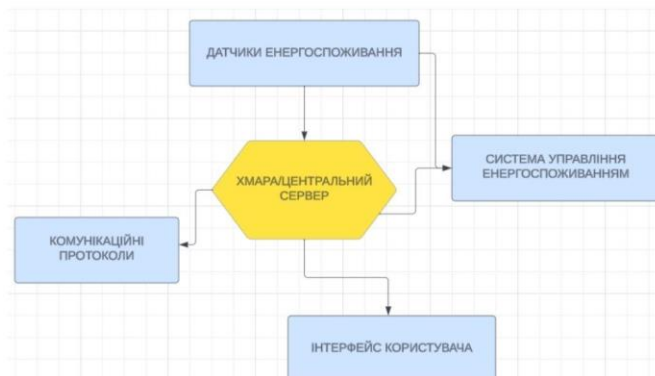 ДАТЧИКИ ЕНЕРГОСПОЖИВАННЯ
ХМАРА/ЦЕНТРАЛЬНИЙ
СЕРВЕР
СИСТЕМА УПРАВЛІННЯ
ЕНЕРГОСПОЖИВАННЯМ
КОМУНІКАЦІЙНІ
ПРОТОКОЛИ
ІНТЕРФЕЙС КОРИСТУВАЧА